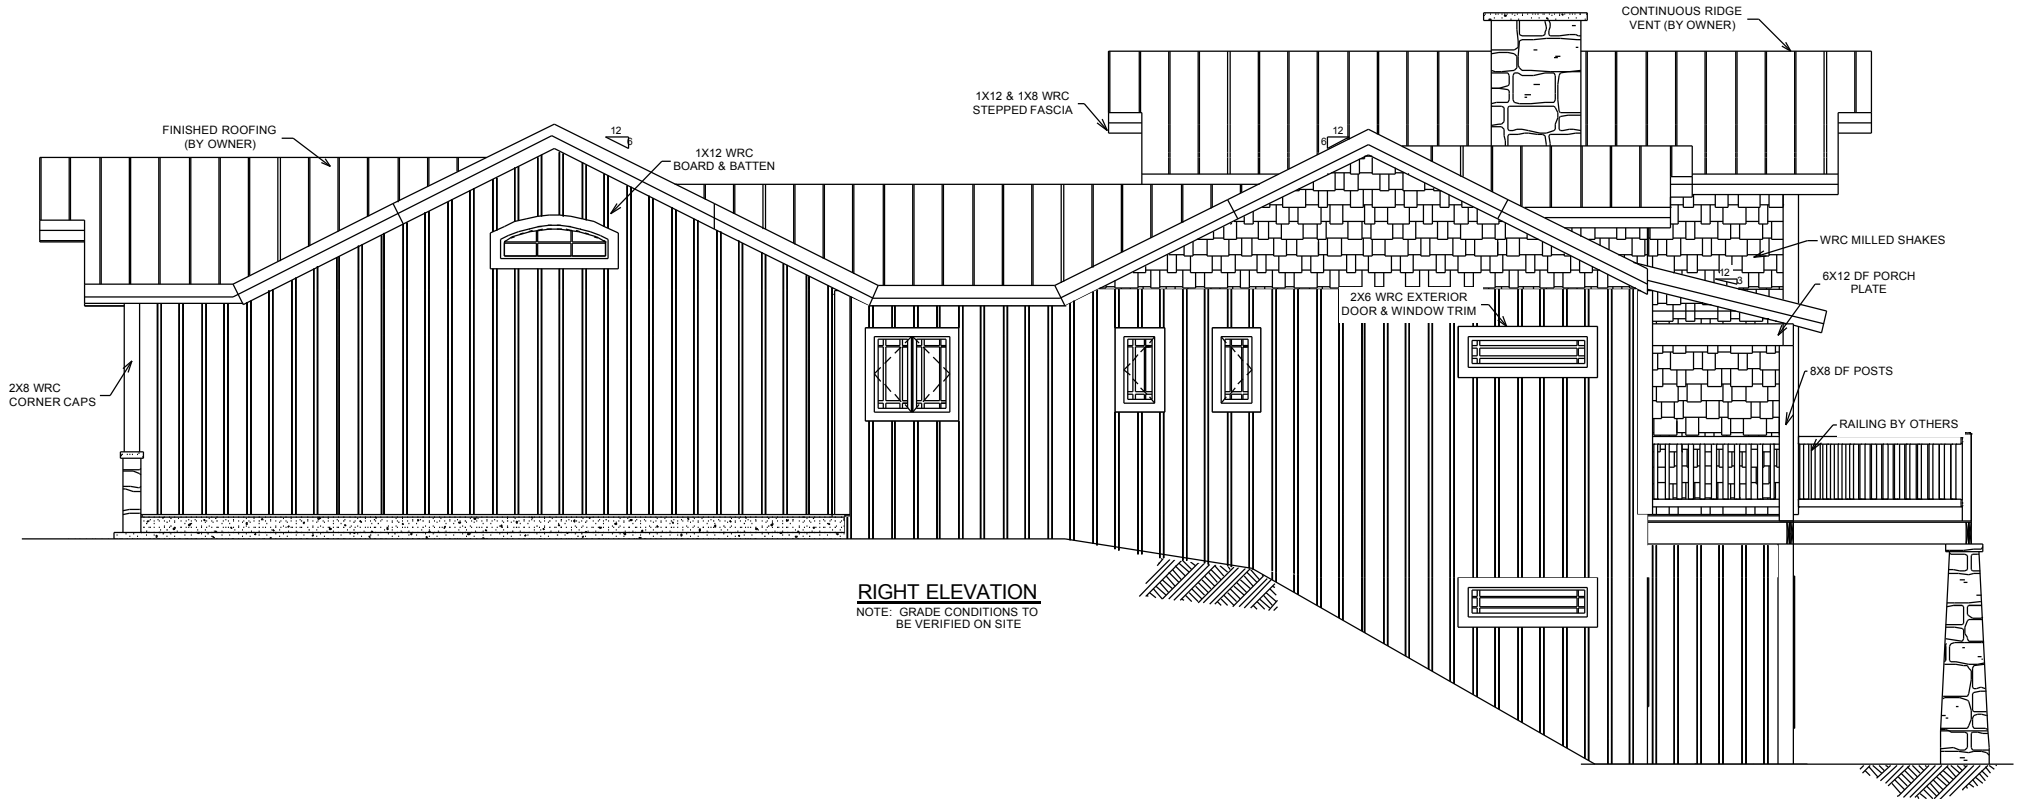 CONTINUOUS RIDGE
VENT (BY OWNER)
1X12 & 1X8 WRC
STEPPED FASCIA
FINISHED ROOFING
(BY OWNER)
12
6
1X12 WRC
BOARD & BATTEN
12
6
WRC MILLED SHAKES
12
3
6X12 DF PORCH
PLATE
2X6 WRC EXTERIOR
DOOR & WINDOW TRIM
2X8 WRC
CORNER CAPS
8X8 DF POSTS
RAILING BY OTHERS
RIGHT ELEVATION
NOTE: GRADE CONDITIONS TO
BE VERIFIED ON SITE